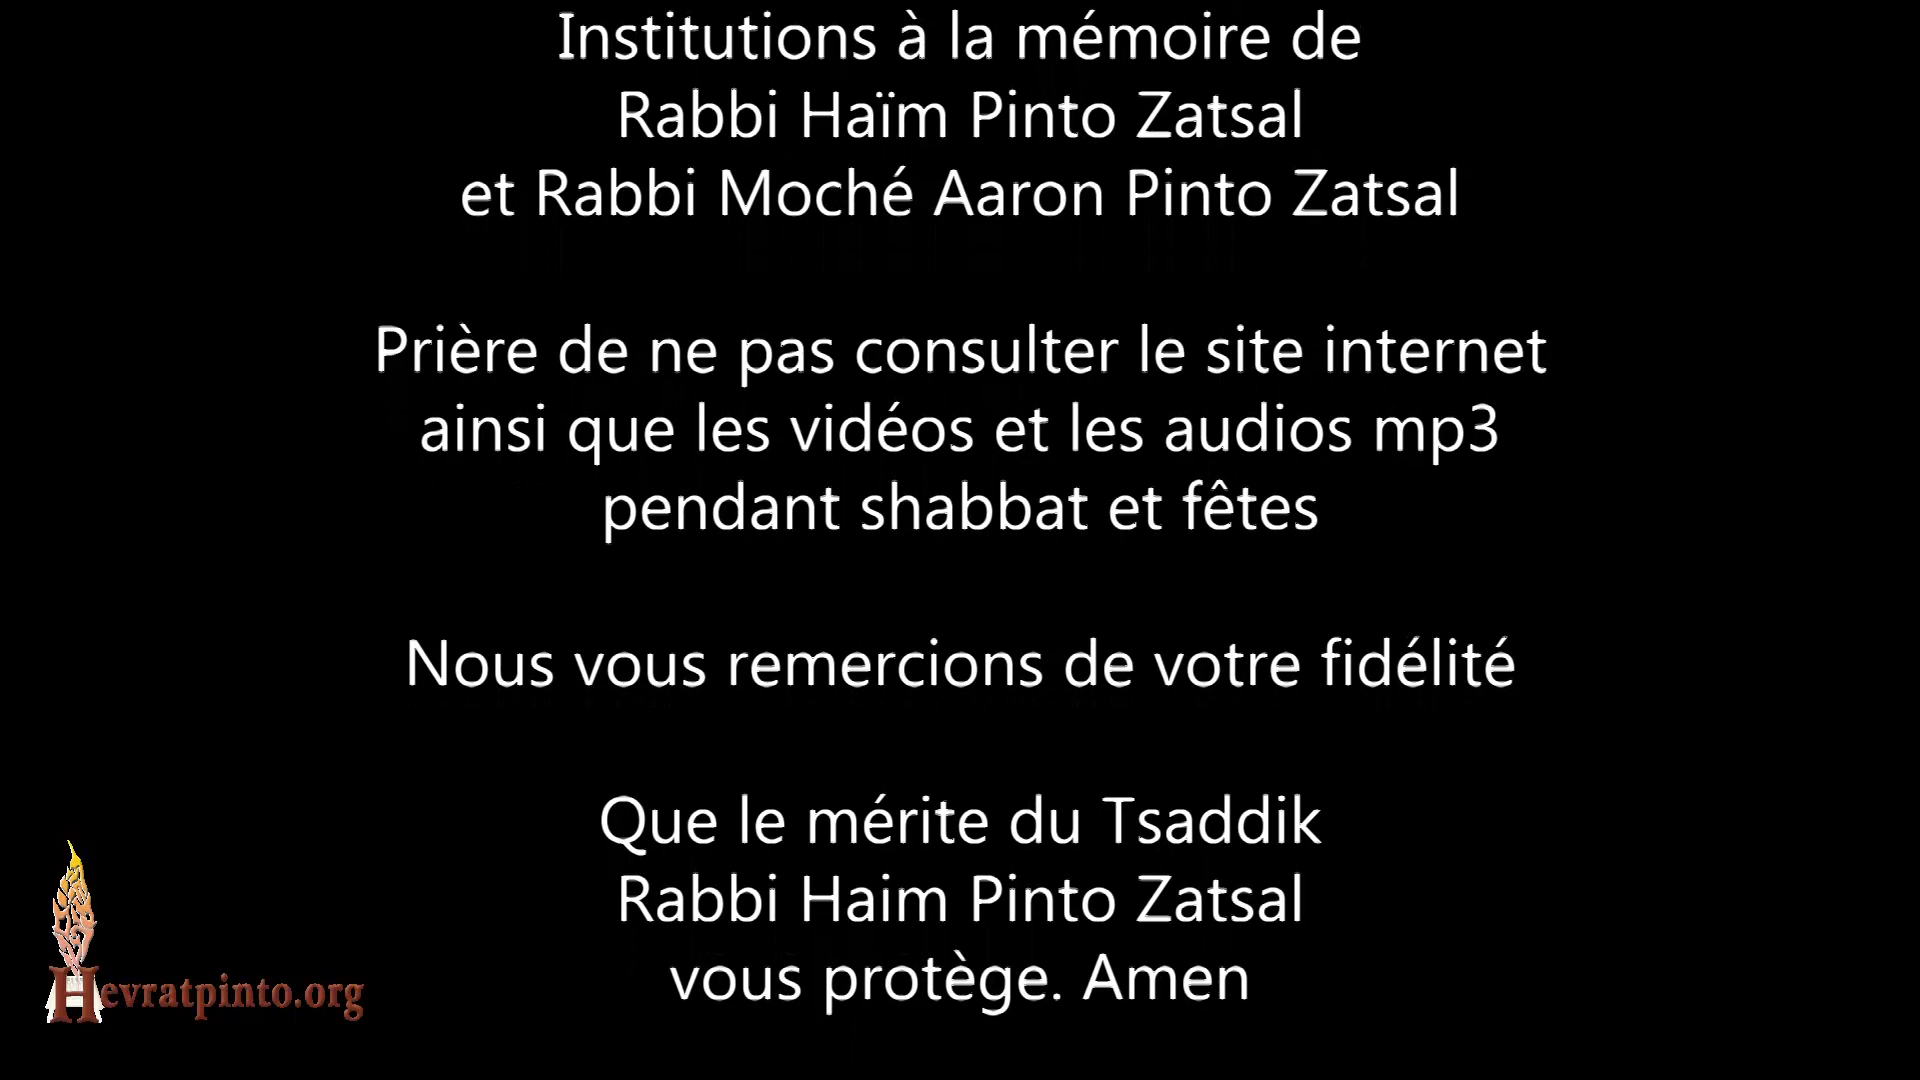 Institutions à la mémoire de
Rabbi Haïm Pinto Zatsal
et Rabbi Moché Aaron Pinto Zatsal
Prière de ne pas consulter le site internet
ainsi que les vidéos et les audios mp3
pendant shabbat et fêtes
Nous vous remercions de votre fidélité
Que le mérite du Tsaddik
Rabbi Haim Pinto Zatsal
vous protège. Amen
Hevratpinto.org